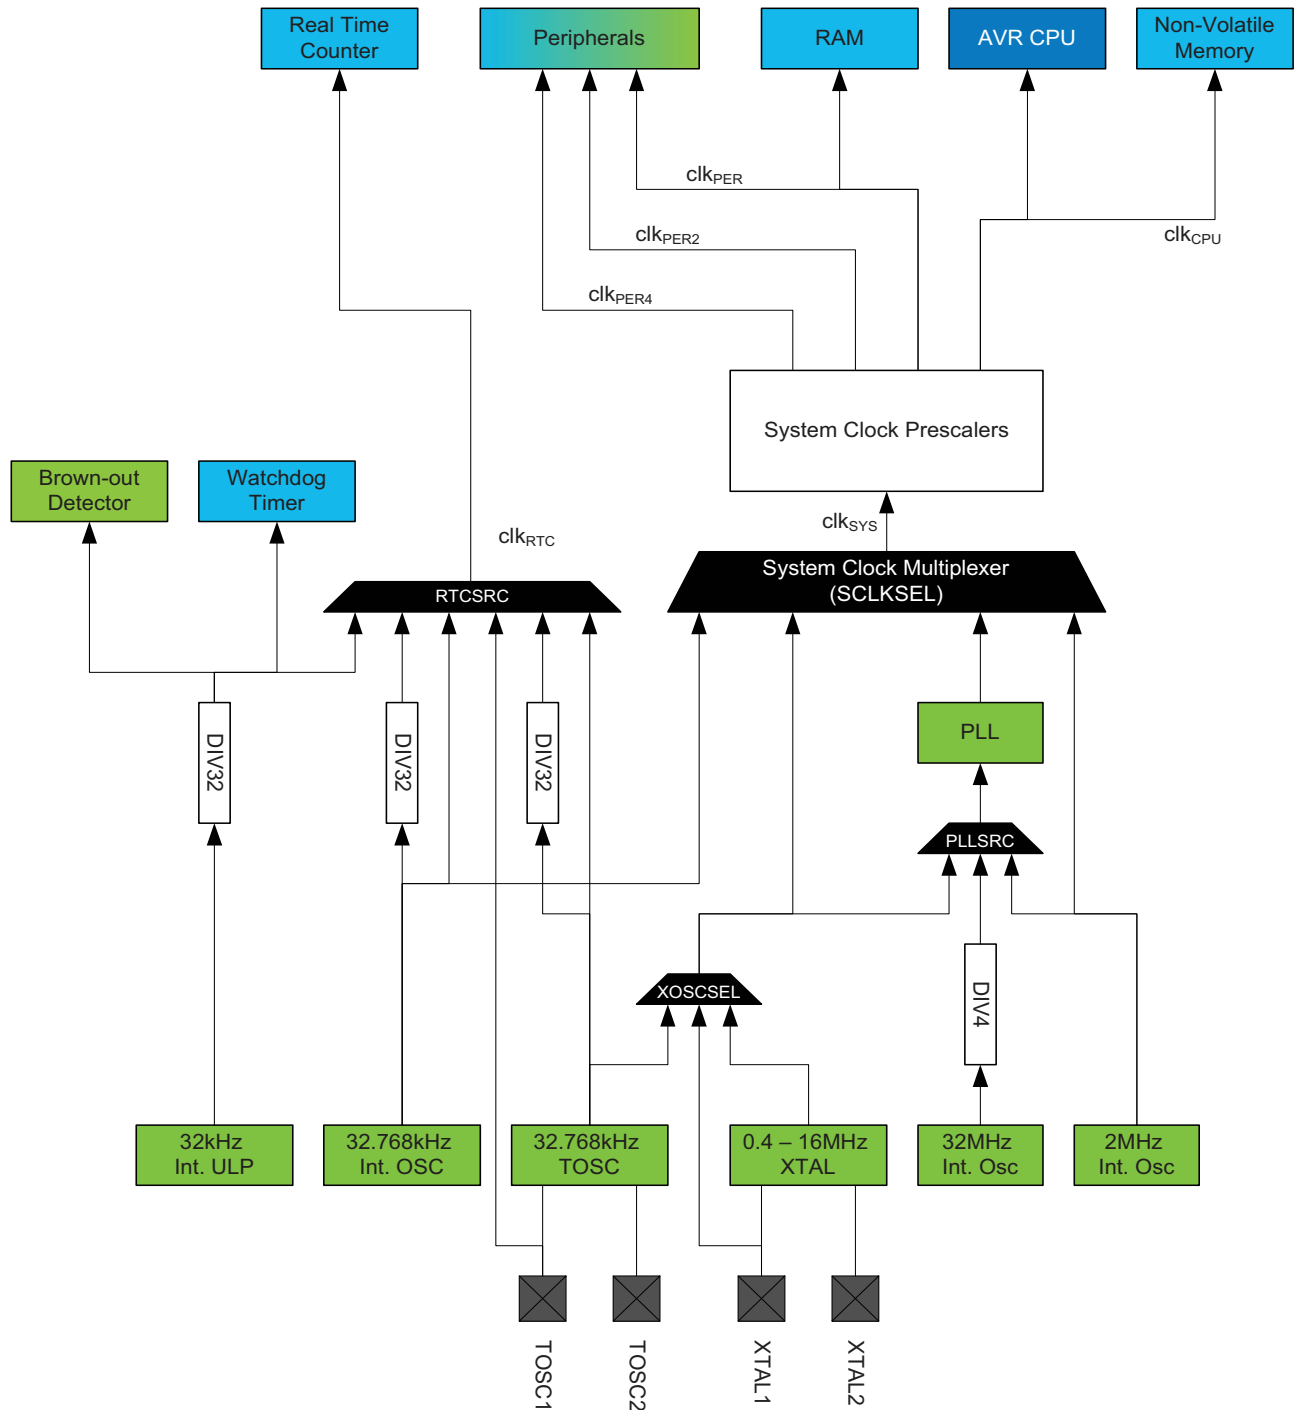 Real Time
Counter
Peripherals
RAM
AVR CPU
Non-Volatile
Memory
clkPER
clkPER2
clkCPU
clkPER4
System Clock Prescalers
Brown-out
Detector
Watchdog
Timer
clkSYS
clkRTC
System Clock Multiplexer
(SCLKSEL)
RTCSRC
DIV32
DIV32
DIV32
PLL
PLLSRC
XOSCSEL
DIV4
32kHz
Int. ULP
32.768kHz
Int. OSC
32.768kHz
TOSC
0.4 – 16MHz
XTAL
32MHz
Int. Osc
2MHz
Int. Osc
TOSC1
TOSC2
XTAL1
XTAL2